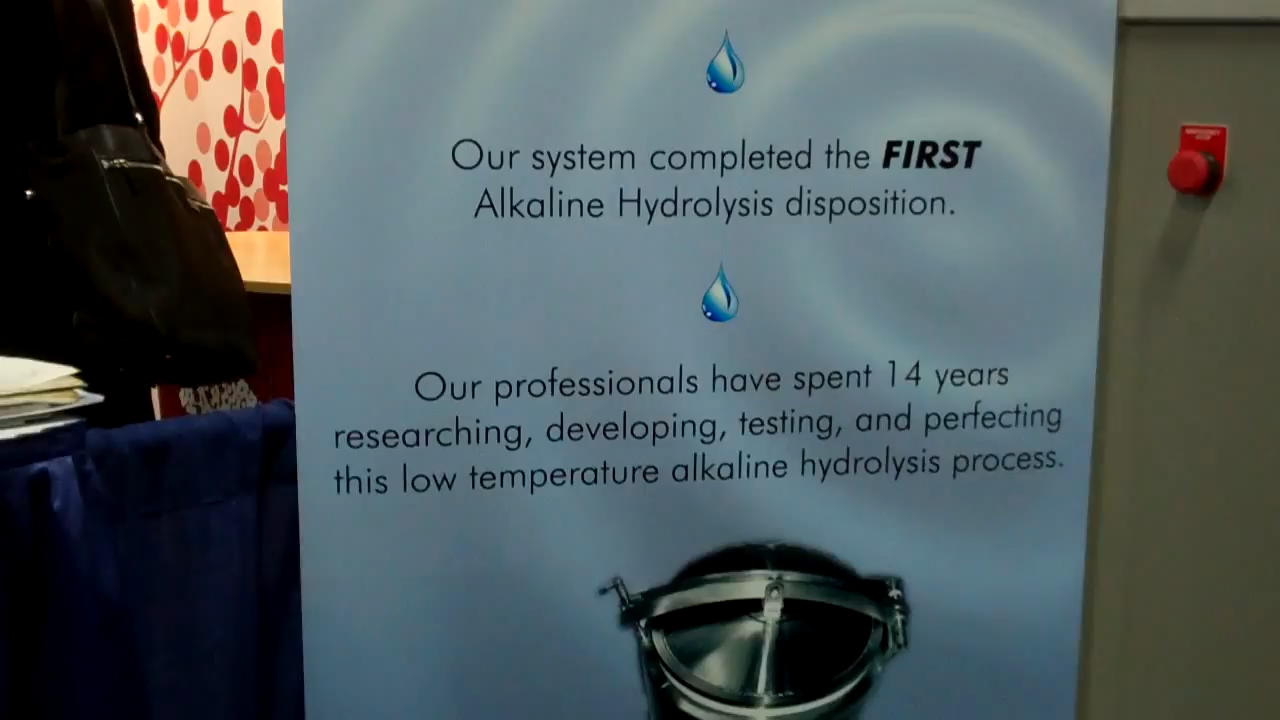 Our system completed the FIRST
Alkaline Hydrolysis disposition.
Our professionals have spent 14 years
researching, developing, testing, and perfecting
this low temperature alkaline hydrolysis process.